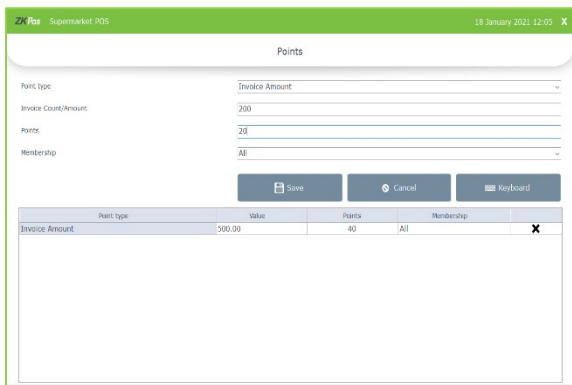 ZKPos Supermarket POS 18 January 2021 12:05 X
Points
Point type Invoice Amount
Invoice Count/Amount 200
Points 20
Membership All
Save Cancel Keyboard
Point type Value Points Membership
Invoice Amount 500.00 40 All X